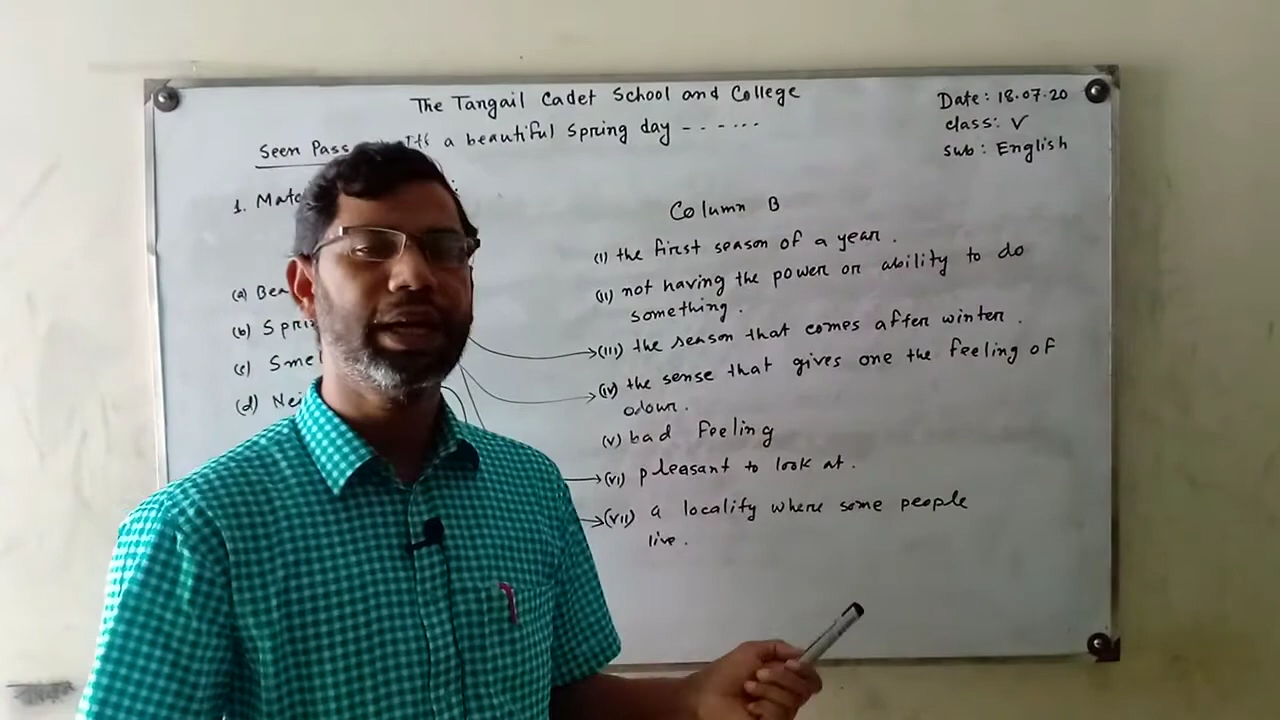 The Tangail Cadet School and College
Date: 18.07.20
Seen Pass It's a beautiful spring day - - - - - -
class: V
sub: English
1. Matc
Column B
(i) the first season of a year.
(a) Bea
(ii) not having the power or ability to do
something.
(b) Spri
(iii) the season that comes after winter.
(c) Smel
(iv) the sense that gives one the feeling of
odour.
(d) Nei
(v) bad feeling
(vi) pleasant to look at.
(vii) a locality where some people
live.